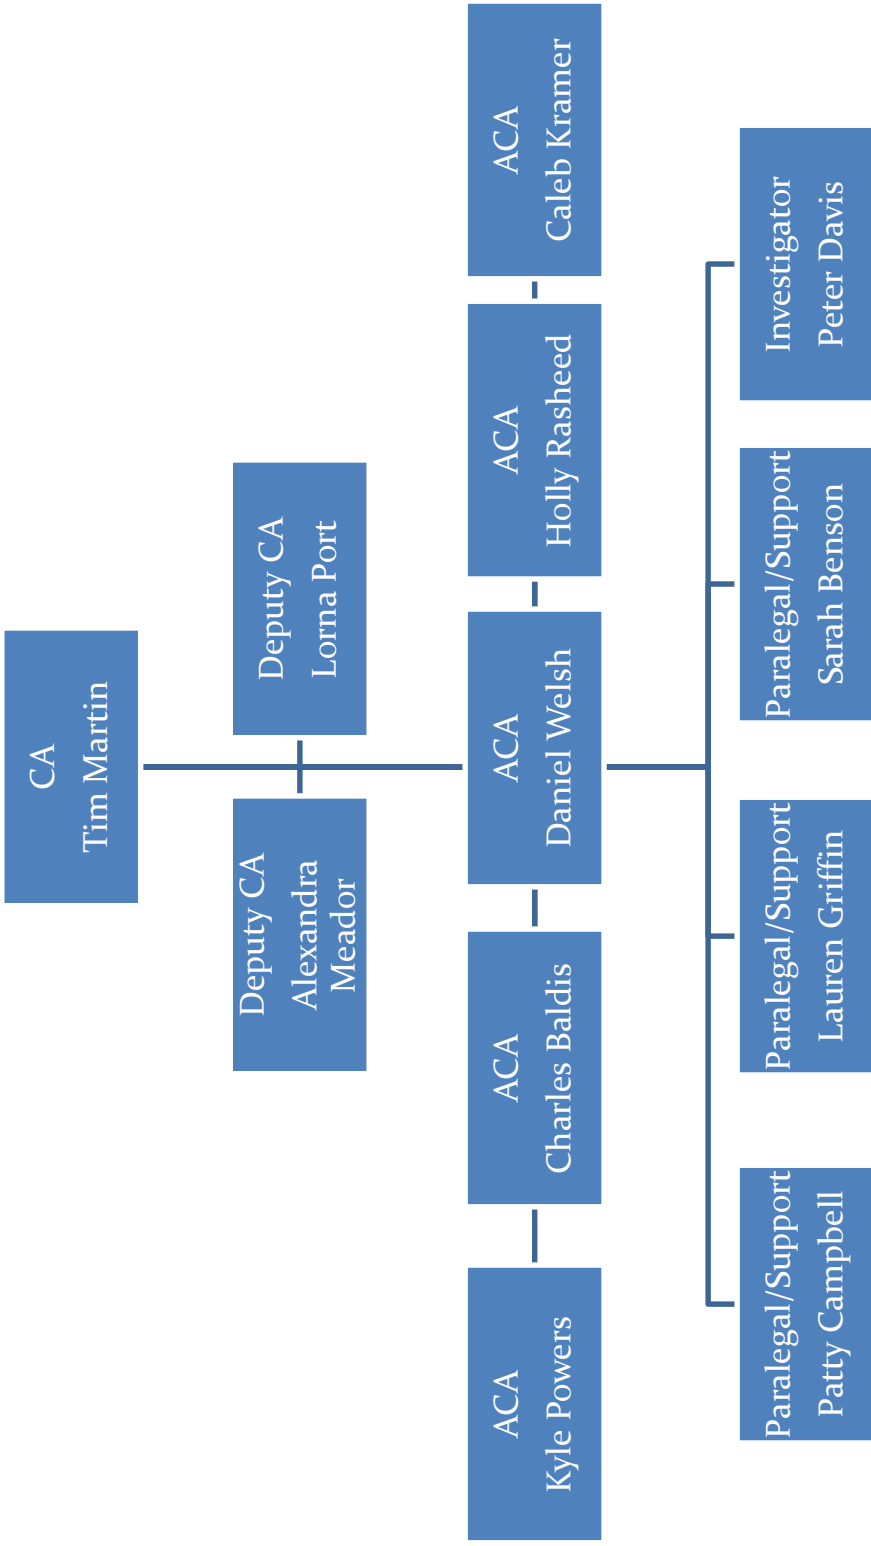 CA
Tim Martin
Deputy CA
Alexandra
Meador
Deputy CA
Lorna Port
ACA
Kyle Powers
ACA
Charles Baldis
ACA
Daniel Welsh
ACA
Holly Rasheed
ACA
Caleb Kramer
Paralegal/Support
Patty Campbell
Paralegal/Support
Lauren Griffin
Paralegal/Support
Sarah Benson
Investigator
Peter Davis